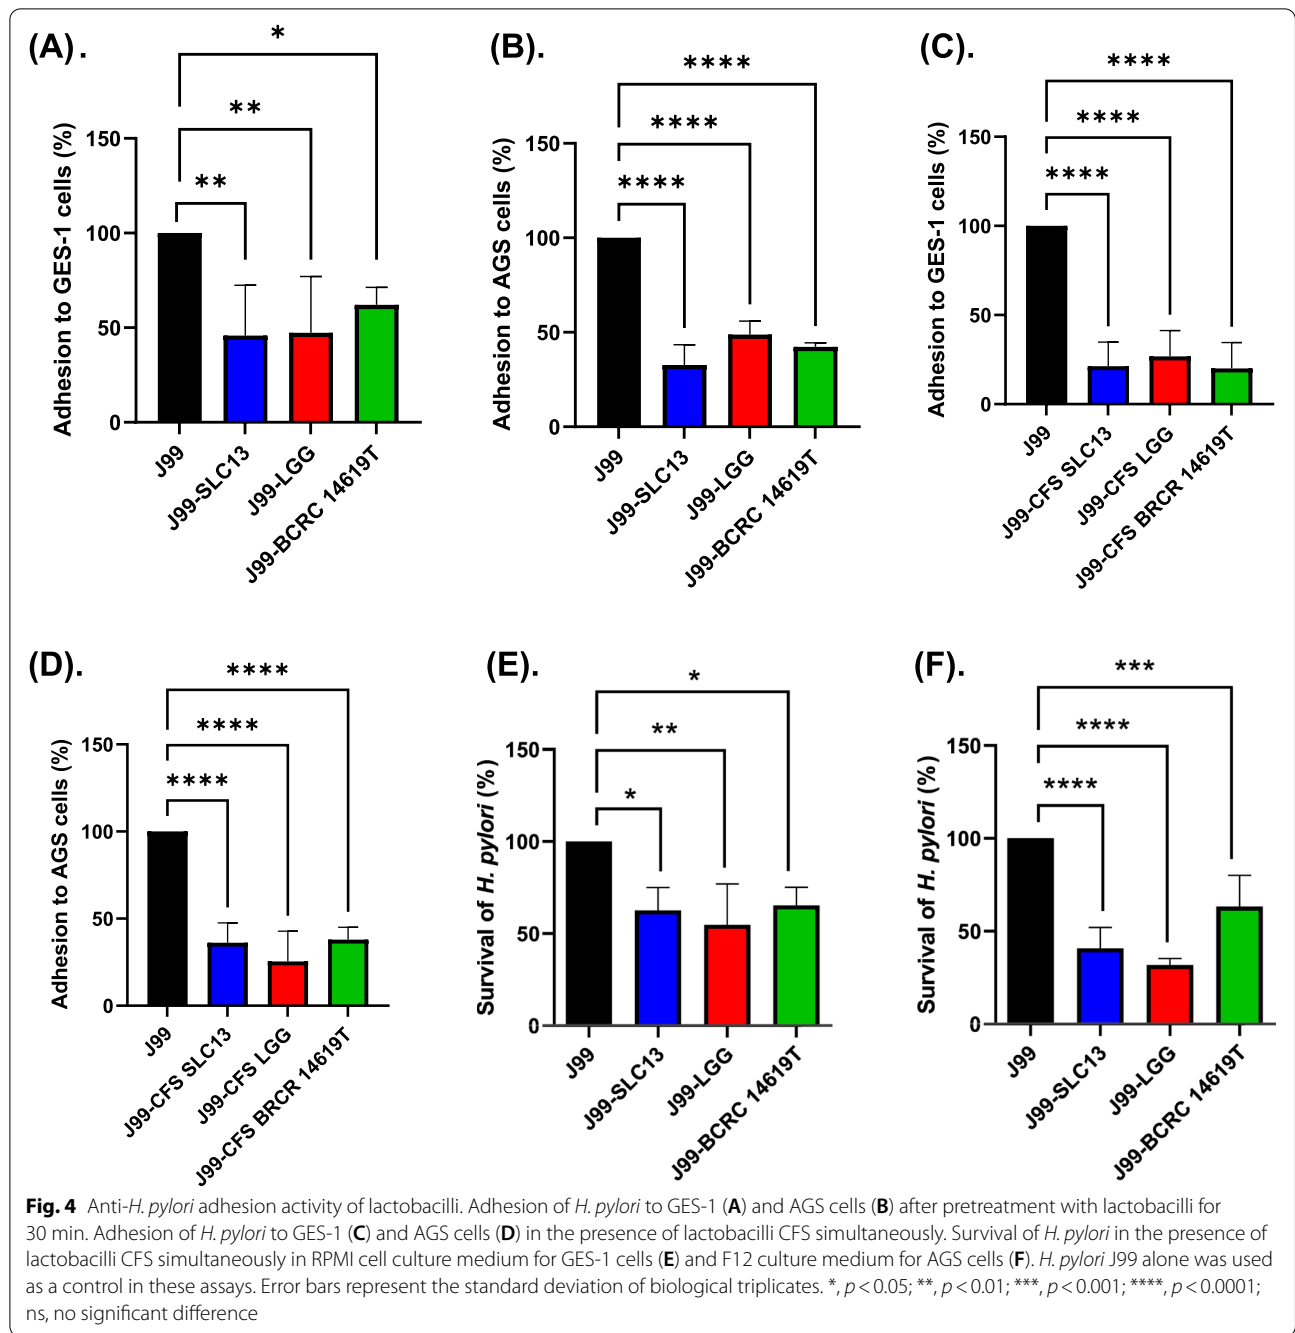 (A).
*
**
**
Adhesion to GES-1 cells (%)
150
100
50
0
J99
J99-SLC13
J99-LGG
J99-BCRC 14619T
(B).
****
****
****
Adhesion to AGS cells (%)
150
100
50
0
J99
J99-SLC13
J99-LGG
J99-BCRC 14619T
(C).
****
****
****
Adhesion to GES-1 cells (%)
150
100
50
0
J99
J99-CFS SLC13
J99-CFS LGG
J99-CFS BRCR 14619T
(D).
****
****
****
Adhesion to AGS cells (%)
150
100
50
0
J99
J99-CFS SLC13
J99-CFS LGG
J99-CFS BRCR 14619T
(E).
*
**
*
Survival of H. pylori (%)
150
100
50
0
J99
J99-SLC13
J99-LGG
J99-BCRC 14619T
(F).
***
****
****
Survival of H. pylori (%)
150
100
50
0
J99
J99-SLC13
J99-LGG
J99-BCRC 14619T
Fig. 4 Anti-H. pylori adhesion activity of lactobacilli. Adhesion of H. pylori to GES-1 (A) and AGS cells (B) after pretreatment with lactobacilli for
30 min. Adhesion of H. pylori to GES-1 (C) and AGS cells (D) in the presence of lactobacilli CFS simultaneously. Survival of H. pylori in the presence of
lactobacilli CFS simultaneously in RPMI cell culture medium for GES-1 cells (E) and F12 culture medium for AGS cells (F). H. pylori J99 alone was used
as a control in these assays. Error bars represent the standard deviation of biological triplicates. *, p < 0.05; **, p < 0.01; ***, p < 0.001; ****, p < 0.0001;
ns, no significant difference